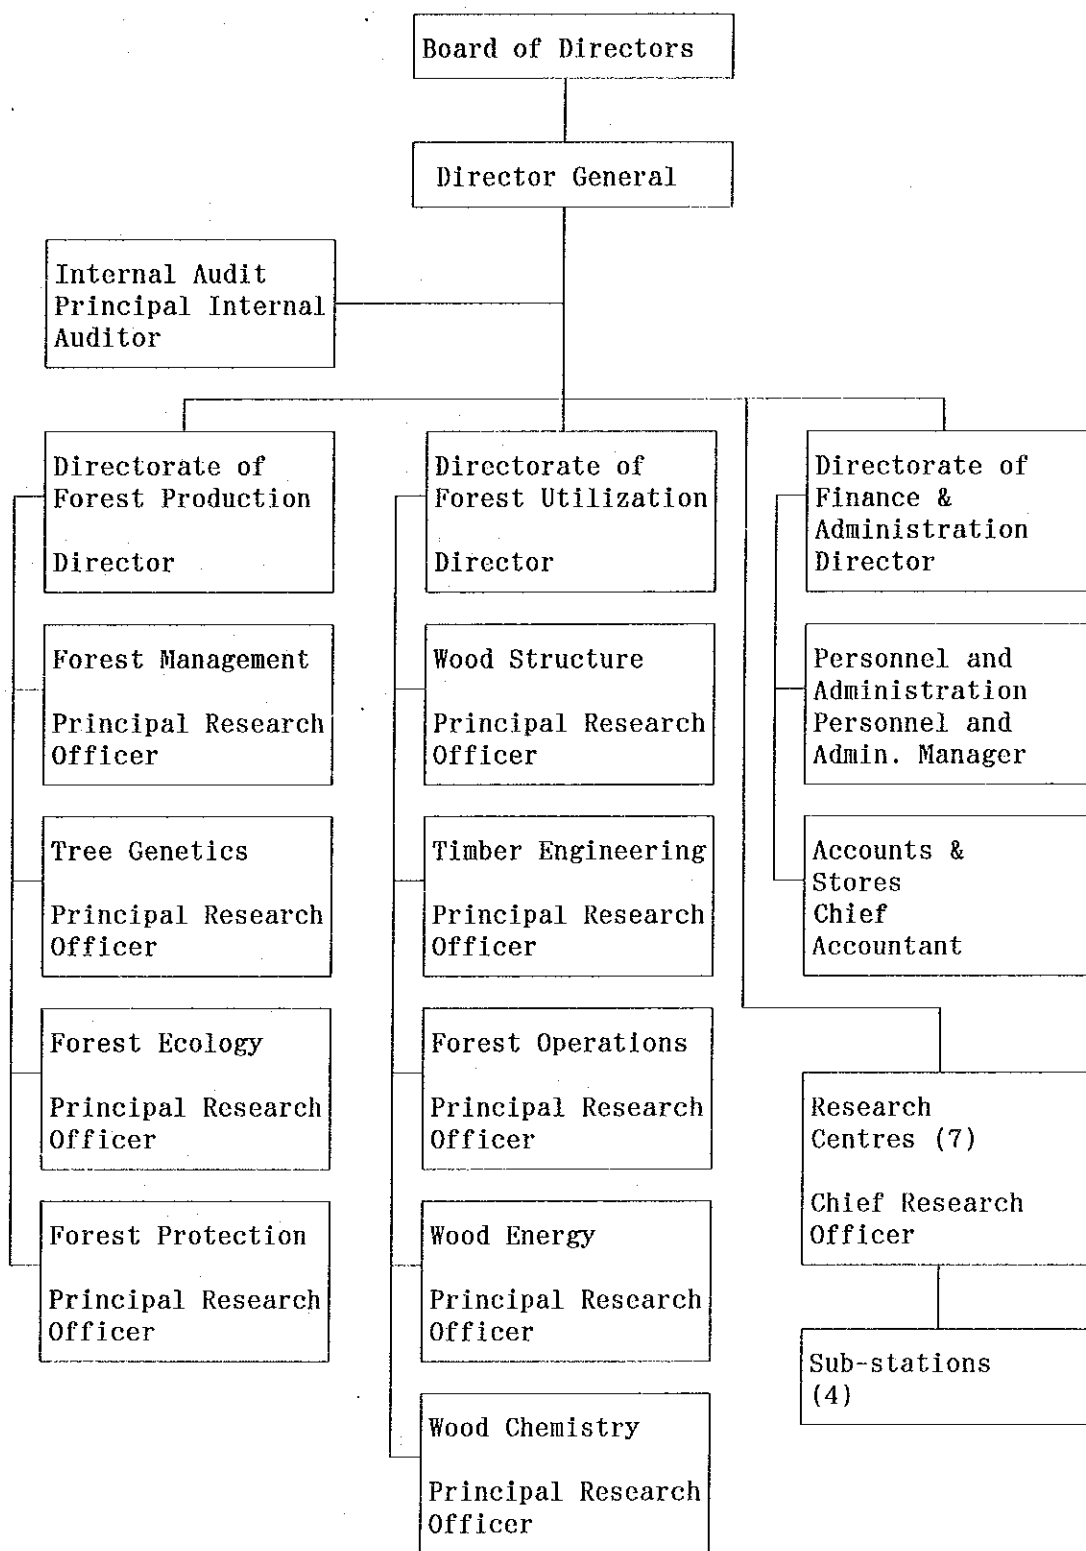 Board of Directors
Director General
Internal Audit
Principal Internal
Auditor
Directorate of
Forest Production
Director
Forest Management
Principal Research
Officer
Tree Genetics
Principal Research
Officer
Forest Ecology
Principal Research
Officer
Forest Protection
Principal Research
Officer
Directorate of
Forest Utilization
Director
Wood Structure
Principal Research
Officer
Timber Engineering
Principal Research
Officer
Forest Operations
Principal Research
Officer
Wood Energy
Principal Research
Officer
Wood Chemistry
Principal Research
Officer
Directorate of
Finance &
Administration
Director
Personnel and
Administration
Personnel and
Admin. Manager
Accounts &
Stores
Chief
Accountant
Research
Centres (7)
Chief Research
Officer
Sub-stations
(4)